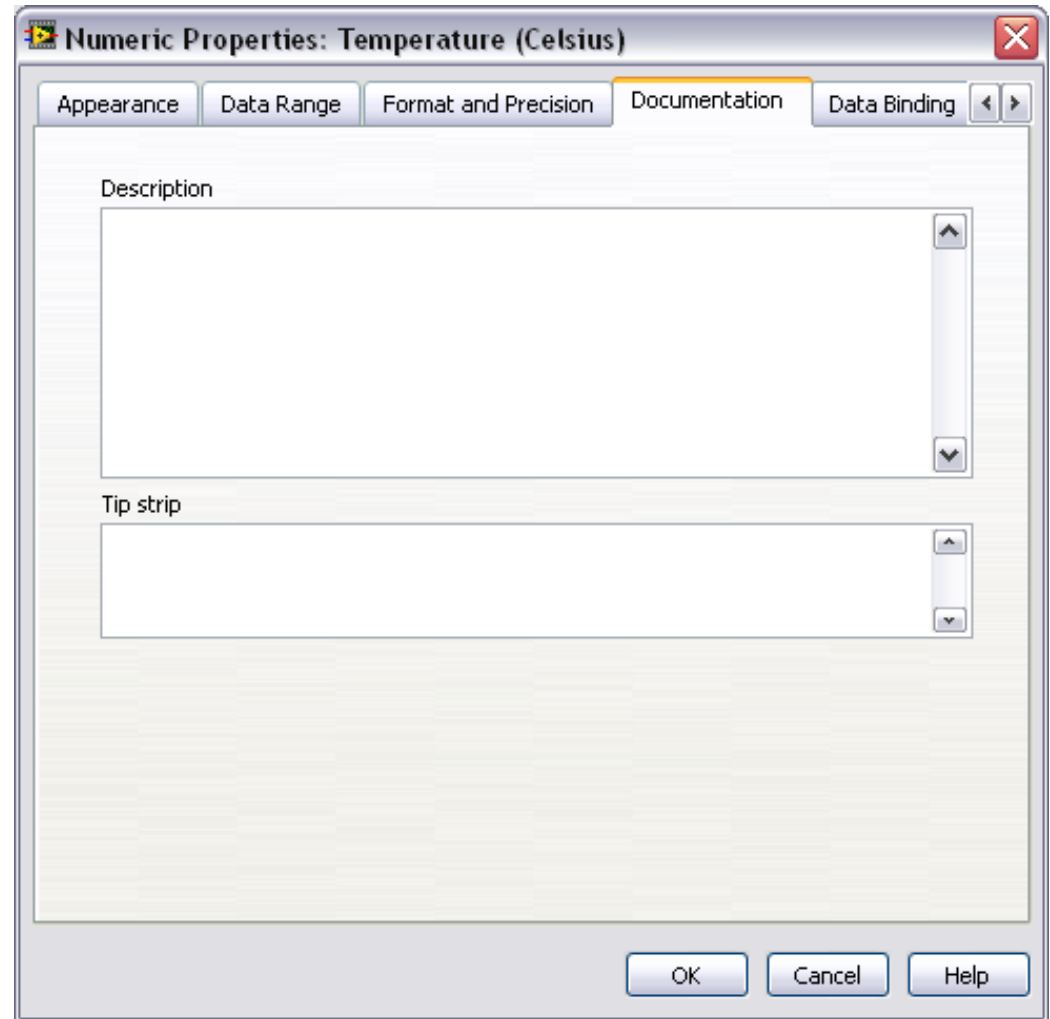 Numeric Properties: Temperature (Celsius)
Appearance Data Range Format and Precision Documentation Data Binding
Description
Tip strip
OK Cancel Help